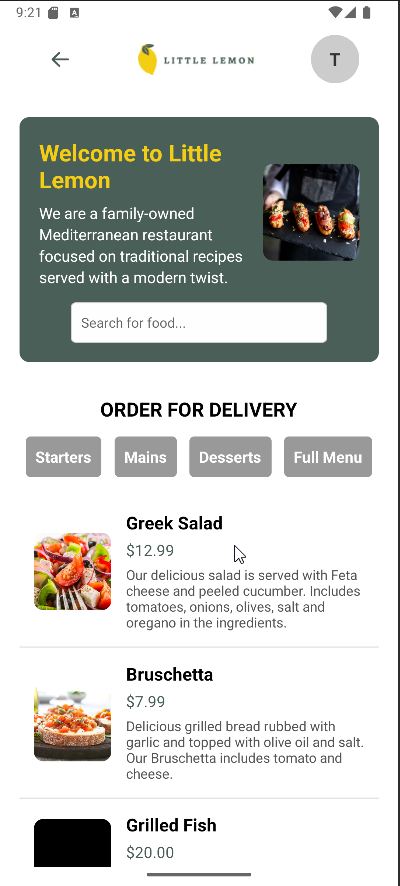 9:21
A
LITTLE LEMON
T
Welcome to Little
Lemon
We are a family-owned
Mediterranean restaurant
focused on traditional recipes
served with a modern twist.
Search for food...
ORDER FOR DELIVERY
Starters
Mains
Desserts
Full Menu
Greek Salad
$12.99
Our delicious salad is served with Feta
cheese and peeled cucumber. Includes
tomatoes, onions, olives, salt and
oregano in the ingredients.
Bruschetta
$7.99
Delicious grilled bread rubbed with
garlic and topped with olive oil and salt.
Our Bruschetta includes tomato and
cheese.
Grilled Fish
$20.00